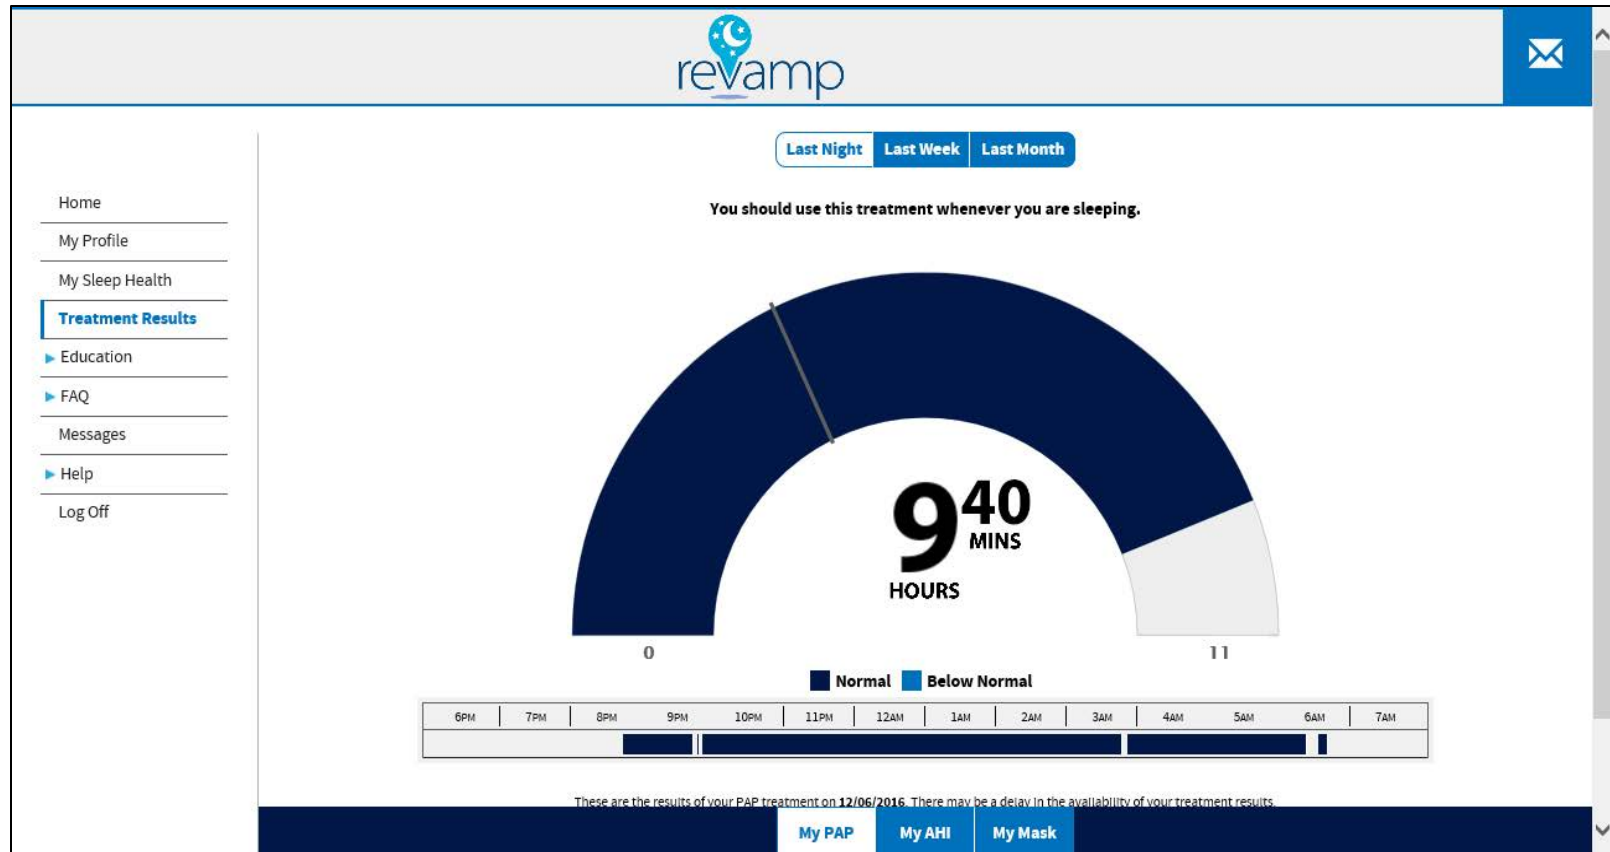 revamp
Last Night Last Week Last Month
Home
My Profile
My Sleep Health
Treatment Results
Education
FAQ
Messages
Help
Log Off
You should use this treatment whenever you are sleeping.
9 40
MINS
HOURS
0 11
Normal Below Normal
6PM 7PM 8PM 9PM 10PM 11PM 12AM 1AM 2AM 3AM 4AM 5AM 6AM 7AM
These are the results of your PAP treatment on 12/06/2016. There may be a delay in the availability of your treatment results.
My PAP My AHI My Mask